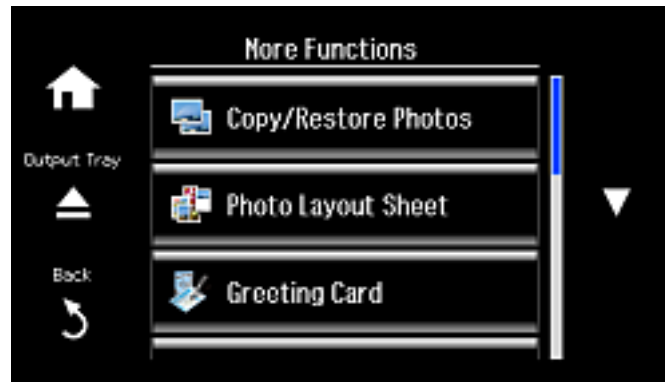 More Functions
Copy/Restore Photos
Output Tray
Photo Layout Sheet
Back
Greeting Card